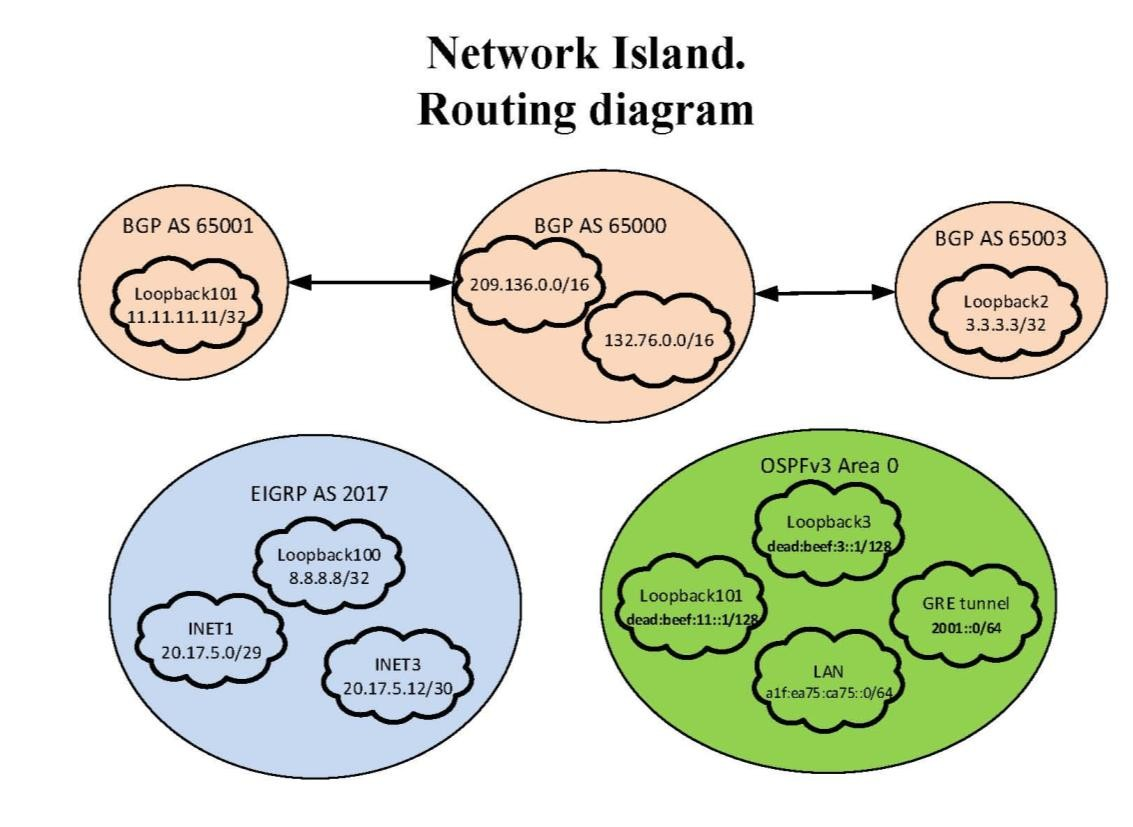 Network Island.
Routing diagram
BGP AS 65001
Loopback101
11.11.11.11/32
BGP AS 65000
209.136.0.0/16
132.76.0.0/16
BGP AS 65003
Loopback2
3.3.3.3/32
EIGRP AS 2017
Loopback100
8.8.8.8/32
INET1
20.17.5.0/29
INET3
20.17.5.12/30
OSPFv3 Area 0
Loopback3
dead:beef:3::1/128
Loopback101
dead:beef:11::1/128
GRE tunnel
2001::0/64
LAN
a1f:ea75:ca75::0/64